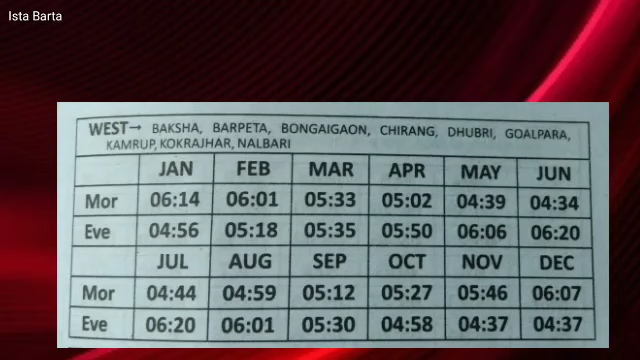 Ista Barta
WEST→ BAKSHA, BARPETA, BONGAIGAON, CHIRANG, DHUBRI, GOALPARA,
KAMRUP, KOKRAJHAR, NALBARI
JAN FEB MAR APR MAY JUN
Mor 06:14 06:01 05:33 05:02 04:39 04:34
Eve 04:56 05:18 05:35 05:50 06:06 06:20
JUL AUG SEP OCT NOV DEC
Mor 04:44 04:59 05:12 05:27 05:46 06:07
Eve 06:20 06:01 05:30 04:58 04:37 04:37